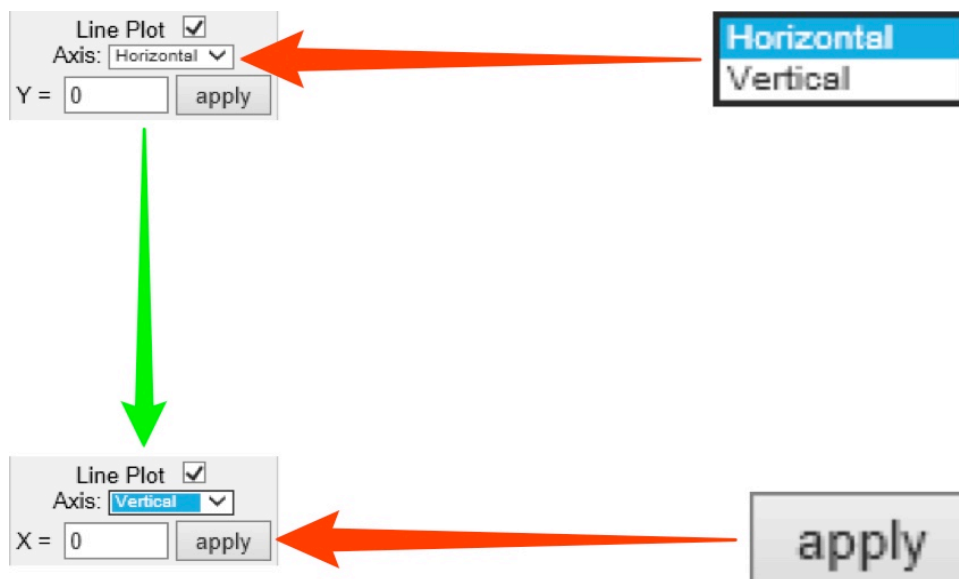 Line Plot
Axis: Horizontal
Y = 0 apply
Horizontal
Vertical
Line Plot
Axis: Vertical
X = 0 apply
apply